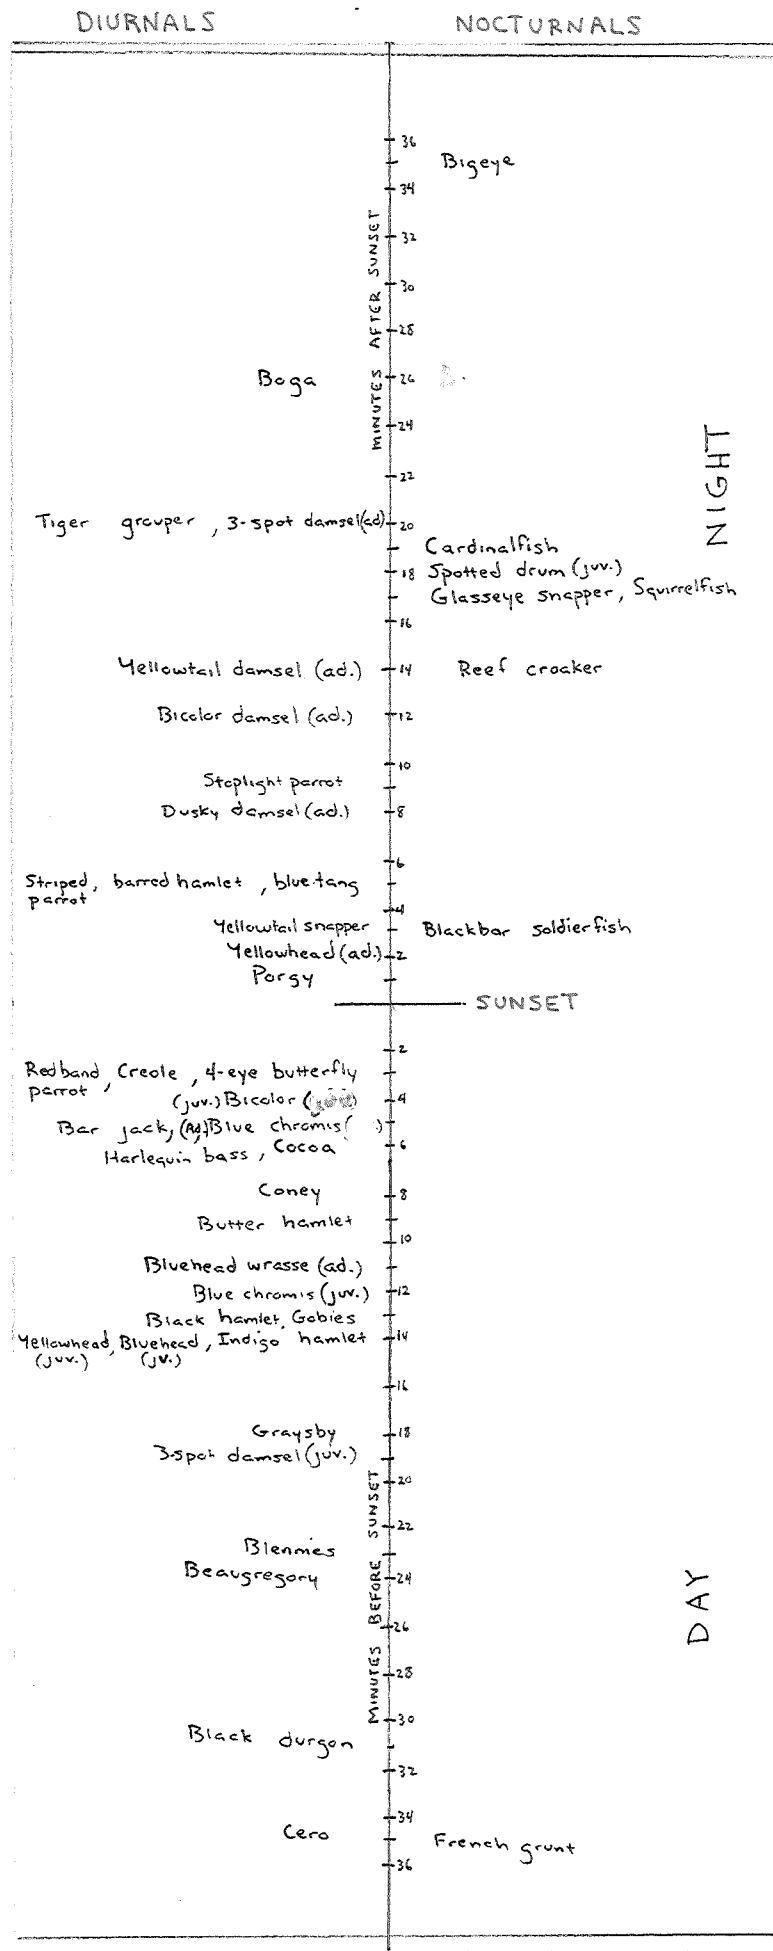 DIURNALS NOCTURNALS
36
Bigeye
34
32
30
28
MINUTES AFTER SUNSET
Boga 26
24
NIGHT
22
Tiger grouper, 3-spot damsel (ad) 20
Cardinalfish
18 Spotted drum (juv.)
Glasseye snapper, Squirrelfish
16
Yellowtail damsel (ad.) 14 Reef croaker
Bicolor damsel (ad.) 12
10
Stoplight parrot
Dusky damsel (ad.) 8
6
Striped, barred hamlet, blue tang
parrot
4
Yellowtail snapper Blackbar soldierfish
Yellowhead (ad.) 2
Porgy
SUNSET
2
Redband, Creole, 4-eye butterfly
parrot,
(juv.) Bicolor ( 4
Bar jack, (Ad) Blue chromis ( )
6
Harlequin bass, Cocoa
Coney 8
Butter hamlet
10
Bluehead wrasse (ad.)
Blue chromis (juv.) 12
Black hamlet, Gobies
Yellowhead, Bluehead, Indigo hamlet 14
(juv.) (jv.)
16
Graysby 18
3-spot damsel (juv.)
20
22
Blennies
Beaugregory 24
MINUTES BEFORE SUNSET
DAY
26
28
30
Black durgon
32
34
Cero French grunt
36